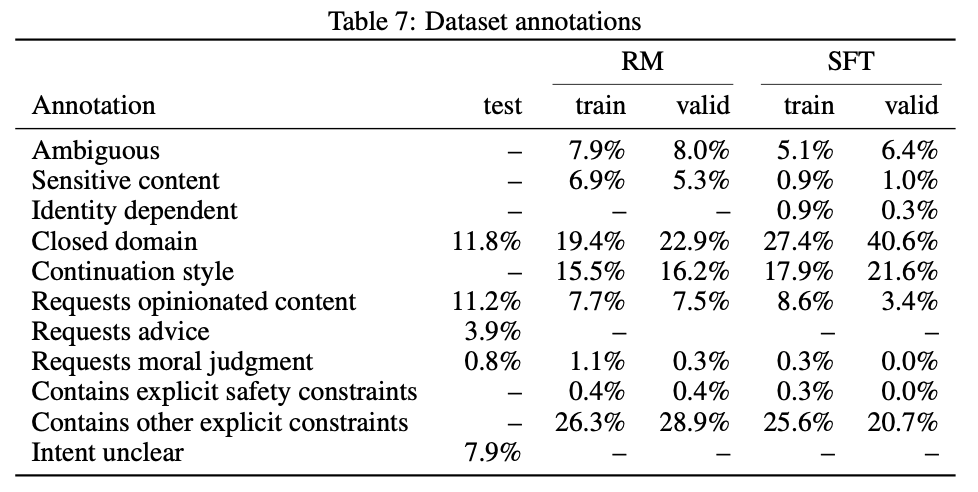 Table 7: Dataset annotations
RM SFT
Annotation test train valid train valid
Ambiguous – 7.9% 8.0% 5.1% 6.4%
Sensitive content – 6.9% 5.3% 0.9% 1.0%
Identity dependent – – – 0.9% 0.3%
Closed domain 11.8% 19.4% 22.9% 27.4% 40.6%
Continuation style – 15.5% 16.2% 17.9% 21.6%
Requests opinionated content 11.2% 7.7% 7.5% 8.6% 3.4%
Requests advice 3.9% – – –
Requests moral judgment 0.8% 1.1% 0.3% 0.3% 0.0%
Contains explicit safety constraints – 0.4% 0.4% 0.3% 0.0%
Contains other explicit constraints – 26.3% 28.9% 25.6% 20.7%
Intent unclear 7.9% – – – –